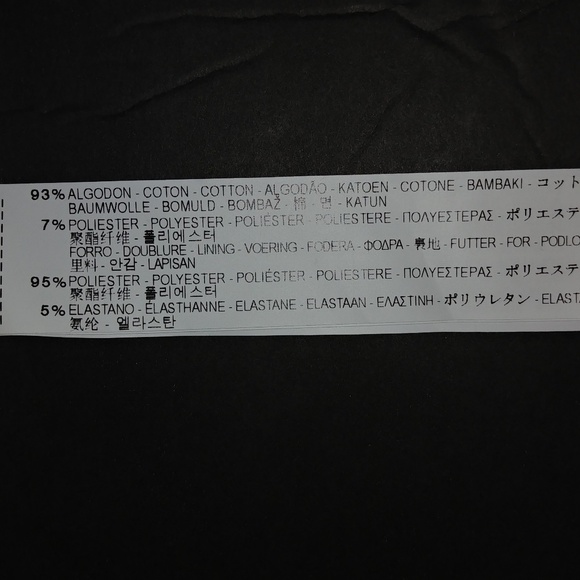 93% ALGODON - COTON - COTTON - ALGODÃO - KATOEN - COTONE - BAMBAKI - コット
BAUMWOLLE - BOMULD - BOMBAŽ - 棉 - 면 - KATUN
7% POLIESTER - POLYESTER - POLIÉSTER - POLIESTERE - ΠΟΛΥΕΣΤΕΡΑΣ - ポリエステ
聚酯纤维 - 폴리에스터
FORRO - DOUBLURE - LINING - VOERING - FODERA - ΦΟΔΡΑ - 裏地 - FUTTER - FOR - PODLO
里料 - 안감 - LAPISAN
95% POLIESTER - POLYESTER - POLIÉSTER - POLIESTERE - ΠΟΛΥΕΣΤΕΡΑΣ - ポリエステ
聚酯纤维 - 폴리에스터
5% ELASTANO - ÉLASTHANNE - ELASTANE - ELASTAAN - ΕΛΑΣΤΙΝΗ - ポリウレタン - ELAST
氨纶 - 엘라스탄